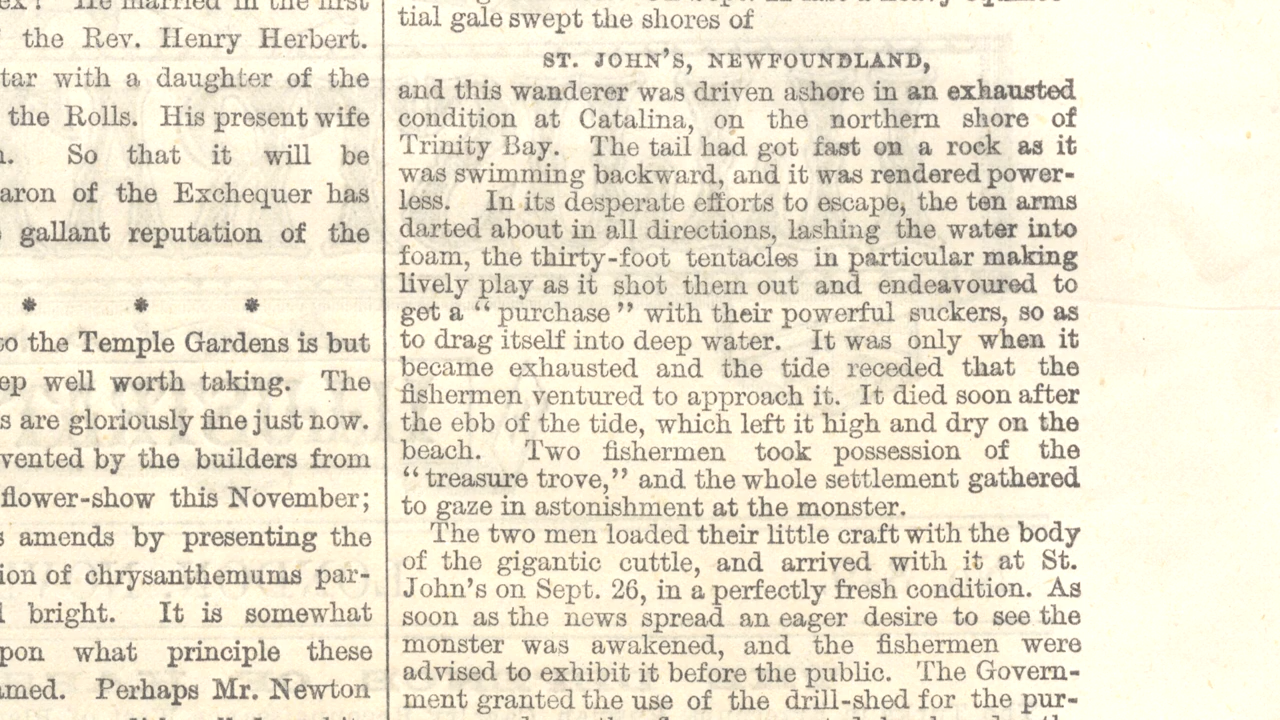 the Rev. Henry Herbert.
tar with a daughter of the
the Rolls. His present wife
So that it will be
aron of the Exchequer has
gallant reputation of the
* * *
to the Temple Gardens is but
ep well worth taking. The
s are gloriously fine just now.
vented by the builders from
flower-show this November;
s amends by presenting the
ion of chrysanthemums par-
bright. It is somewhat
pon what principle these
amed. Perhaps Mr. Newton
tial gale swept the shores of
ST. JOHN'S, NEWFOUNDLAND,
and this wanderer was driven ashore in an exhausted
condition at Catalina, on the northern shore of
Trinity Bay. The tail had got fast on a rock as it
was swimming backward, and it was rendered power-
less. In its desperate efforts to escape, the ten arms
darted about in all directions, lashing the water into
foam, the thirty-foot tentacles in particular making
lively play as it shot them out and endeavoured to
get a "purchase" with their powerful suckers, so as
to drag itself into deep water. It was only when it
became exhausted and the tide receded that the
fishermen ventured to approach it. It died soon after
the ebb of the tide, which left it high and dry on the
beach. Two fishermen took possession of the
"treasure trove," and the whole settlement gathered
to gaze in astonishment at the monster.
The two men loaded their little craft with the body
of the gigantic cuttle, and arrived with it at St.
John's on Sept. 26, in a perfectly fresh condition. As
soon as the news spread an eager desire to see the
monster was awakened, and the fishermen were
advised to exhibit it before the public. The Govern-
ment granted the use of the drill-shed for the pur-